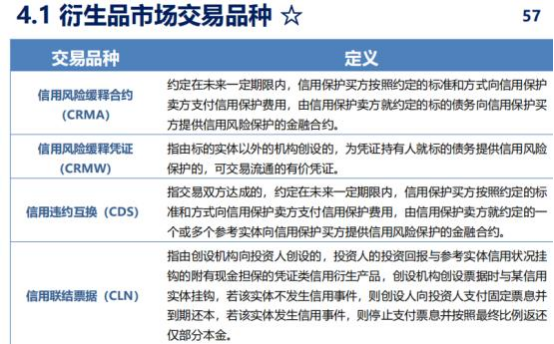 4.1 衍生品市场交易品种 ☆
57
交易品种
定义
信用风险缓释合约
(CRMA)
约定在未来一定期限内，信用保护买方按照约定的标准和方式向信用保护
卖方支付信用保护费用，由信用保护卖方就约定的标的债务向信用保护买
方提供信用风险保护的金融合约。
信用风险缓释凭证
(CRMW)
指由标的实体以外的机构创设的，为凭证持有人就标的债务提供信用风险
保护的，可交易流通的有价凭证。
信用违约互换（CDS）
指交易双方达成的，约定在未来一定期限内，信用保护买方按照约定的标
准和方式向信用保护卖方支付信用保护费用，由信用保护卖方就约定的一
个或多个参考实体向信用保护买方提供信用风险保护的金融合约。
信用联结票据（CLN）
指由创设机构向投资人创设的，投资人的投资回报与参考实体信用状况挂
钩的附有现金担保的凭证类信用衍生产品，创设机构创设票据时与某信用
实体挂钩，若该实体不发生信用事件，则创设人向投资人支付固定票息并
到期还本，若该实体发生信用事件，则停止支付票息并按照最终比例返还
仅部分本金。